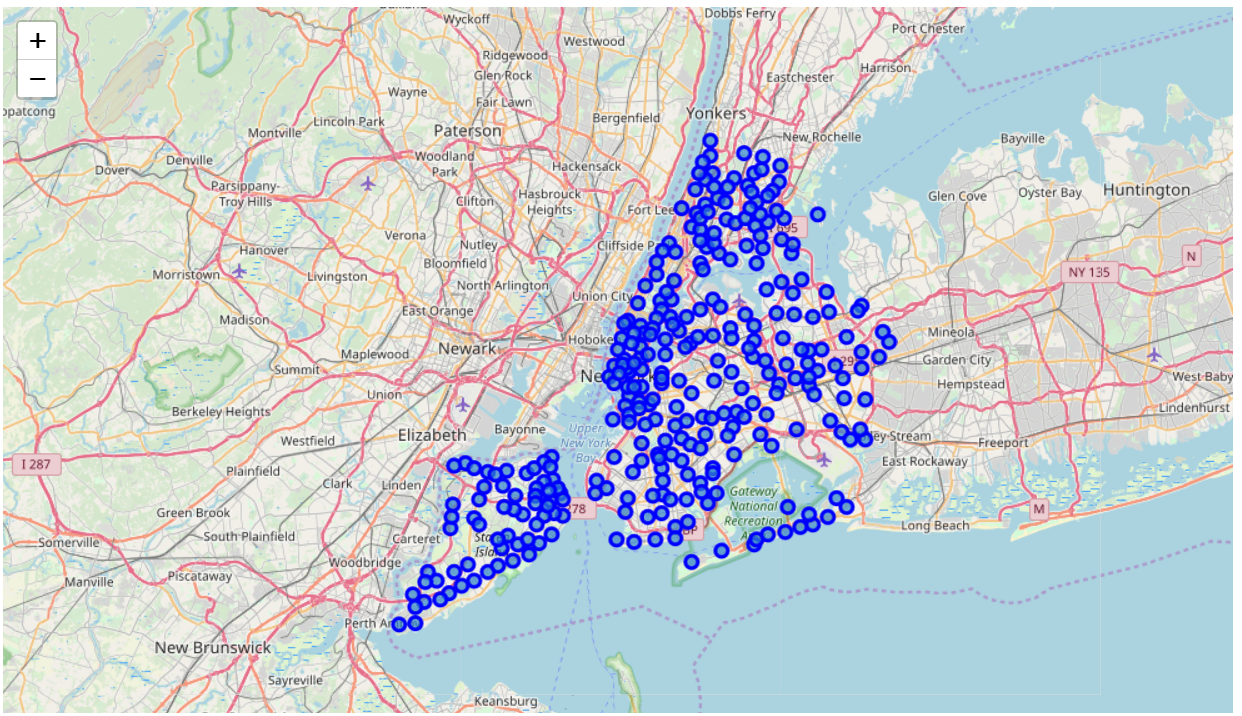 +
−
Wyckoff
Dobbs Ferry
Port Chester
Westwood
Ridgewood
Harrison
Glen Rock
Eastchester
Wayne
Fair Lawn
Lincoln Park
Bergenfield
Yonkers
Montville
Paterson
New Rochelle
Bayville
Denville
Woodland
Park
Hackensack
Dover
Parsippany-
Troy Hills
Hasbrouck
Heights
Oyster Bay
Huntington
Glen Cove
Clifton
Fort Lee
695
Verona
Nutley
Cliffside
Hanover
Bloomfield
N
Morristown
Livingston
North Arlington
NY 135
Union City
East Orange
Madison
Mineola
Hoboke
Maplewood
Newark
Garden City
Summit
Ne
k
West Baby
Union
Hempstead
Berkeley Heights
Lindenhurst
Bayonne
Upper
New York
Bay
Elizabeth
Westfield
Freeport
I 287
Plainfield
East Rockaway
Clark
Linden
Gateway
National
Recreation
Green Brook
278
M
Long Beach
Somerville
South Plainfield
Carteret
Woodbridge
Piscataway
Manville
Perth
New Brunswick
Sayreville
Keansburg